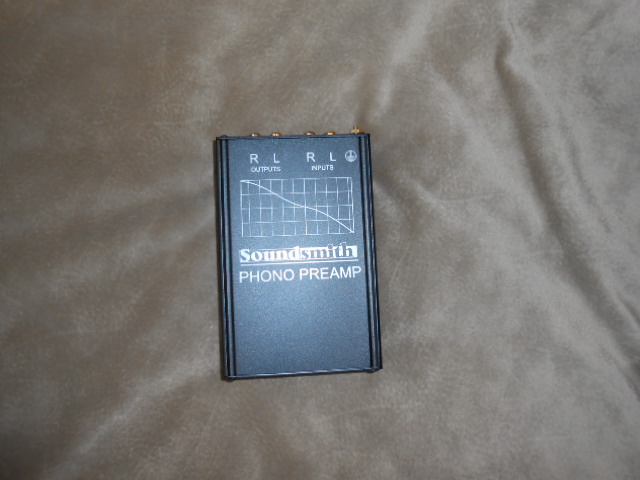 R L R L
OUTPUTS INPUTS
Soundsmith
PHONO PREAMP